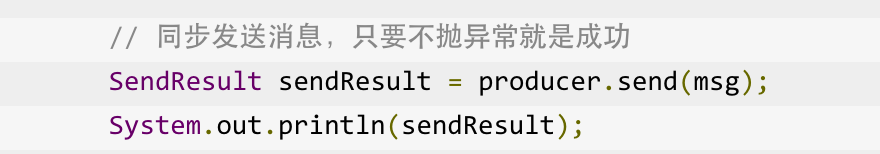 // 同步发送消息，只要不抛异常就是成功
SendResult sendResult = producer.send(msg);
System.out.println(sendResult);